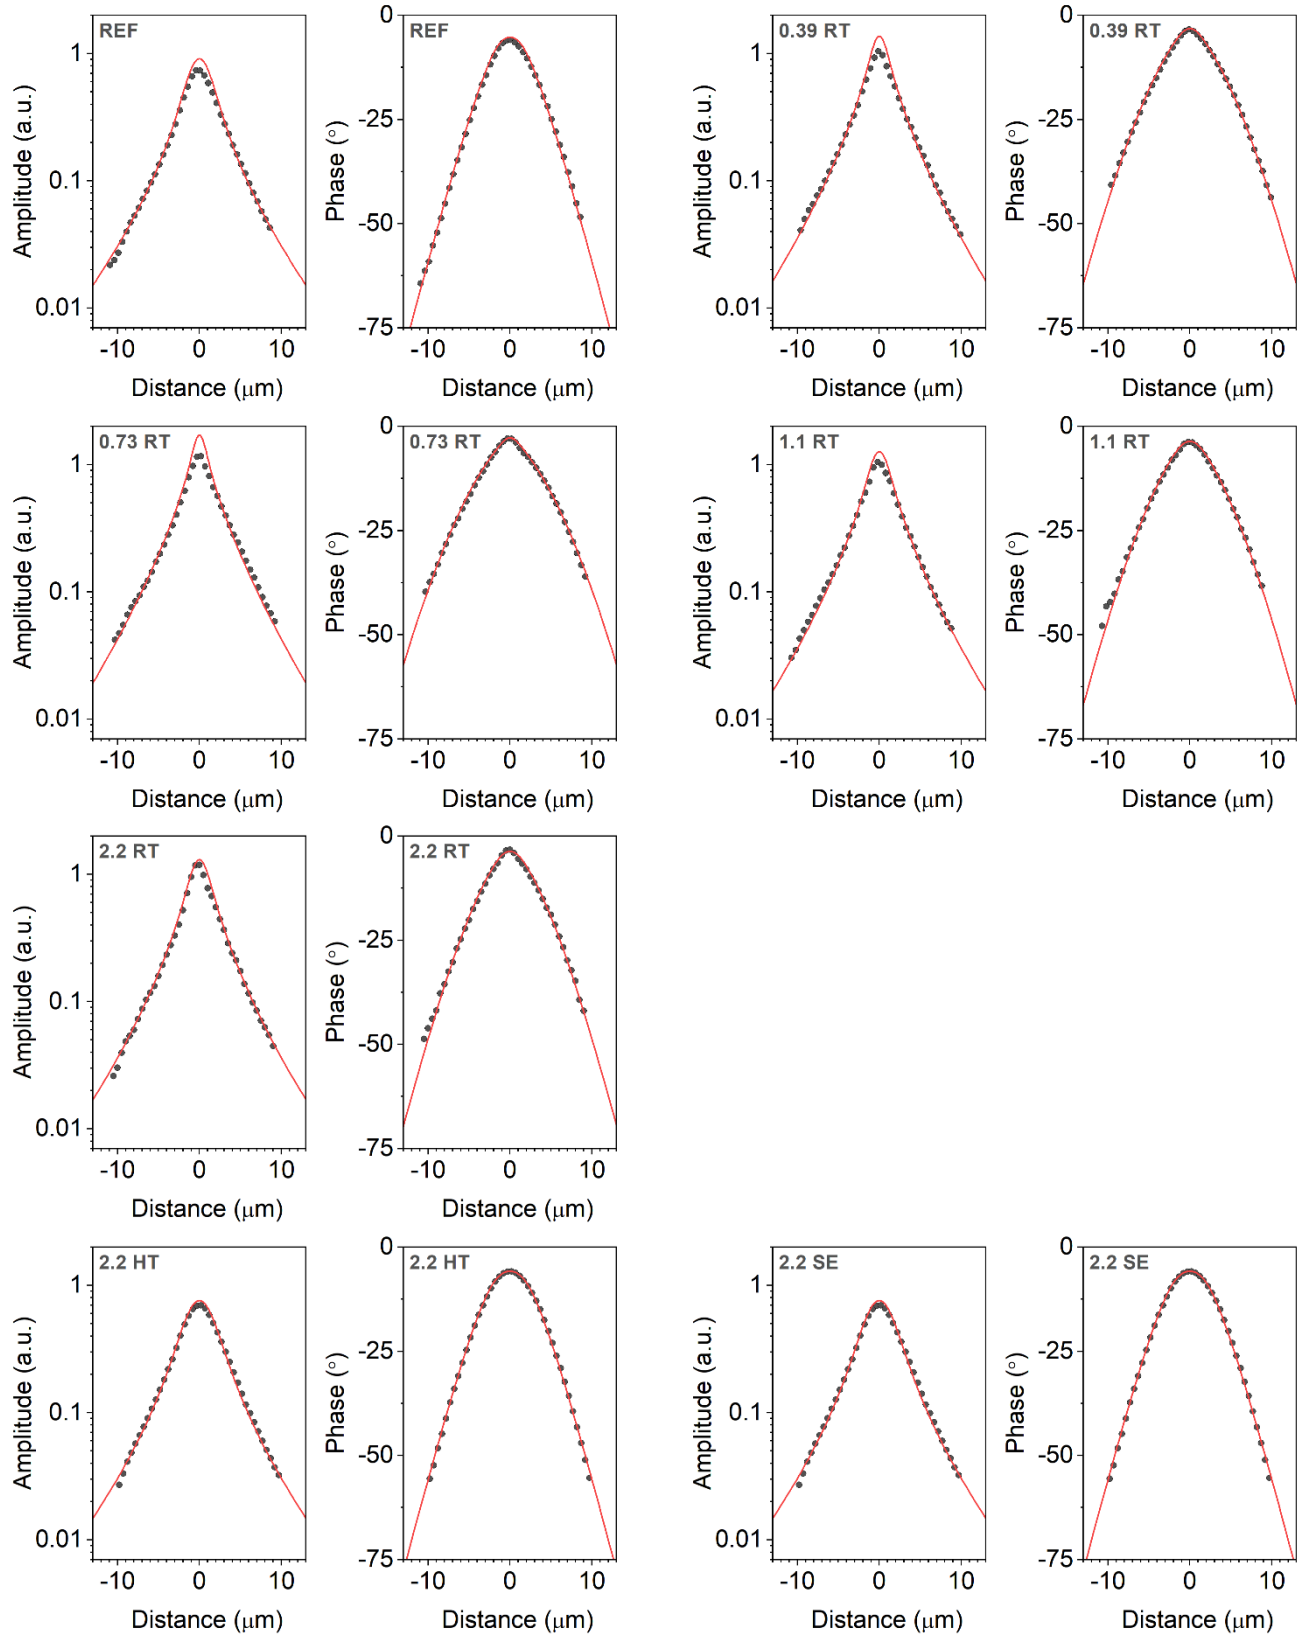 REF
1
0.1
0.01
Amplitude (a.u.)
-10 0 10
Distance (μm)
REF
0
-25
-50
-75
Phase (°)
-10 0 10
Distance (μm)
0.39 RT
1
0.1
0.01
Amplitude (a.u.)
-10 0 10
Distance (μm)
0.39 RT
0
-25
-50
-75
Phase (°)
-10 0 10
Distance (μm)
0.73 RT
1
0.1
0.01
Amplitude (a.u.)
-10 0 10
Distance (μm)
0.73 RT
0
-25
-50
-75
Phase (°)
-10 0 10
Distance (μm)
1.1 RT
1
0.1
0.01
Amplitude (a.u.)
-10 0 10
Distance (μm)
1.1 RT
0
-25
-50
-75
Phase (°)
-10 0 10
Distance (μm)
2.2 RT
1
0.1
0.01
Amplitude (a.u.)
-10 0 10
Distance (μm)
2.2 RT
0
-25
-50
-75
Phase (°)
-10 0 10
Distance (μm)
2.2 HT
1
0.1
0.01
Amplitude (a.u.)
-10 0 10
Distance (μm)
2.2 HT
0
-25
-50
-75
Phase (°)
-10 0 10
Distance (μm)
2.2 SE
1
0.1
0.01
Amplitude (a.u.)
-10 0 10
Distance (μm)
2.2 SE
0
-25
-50
-75
Phase (°)
-10 0 10
Distance (μm)